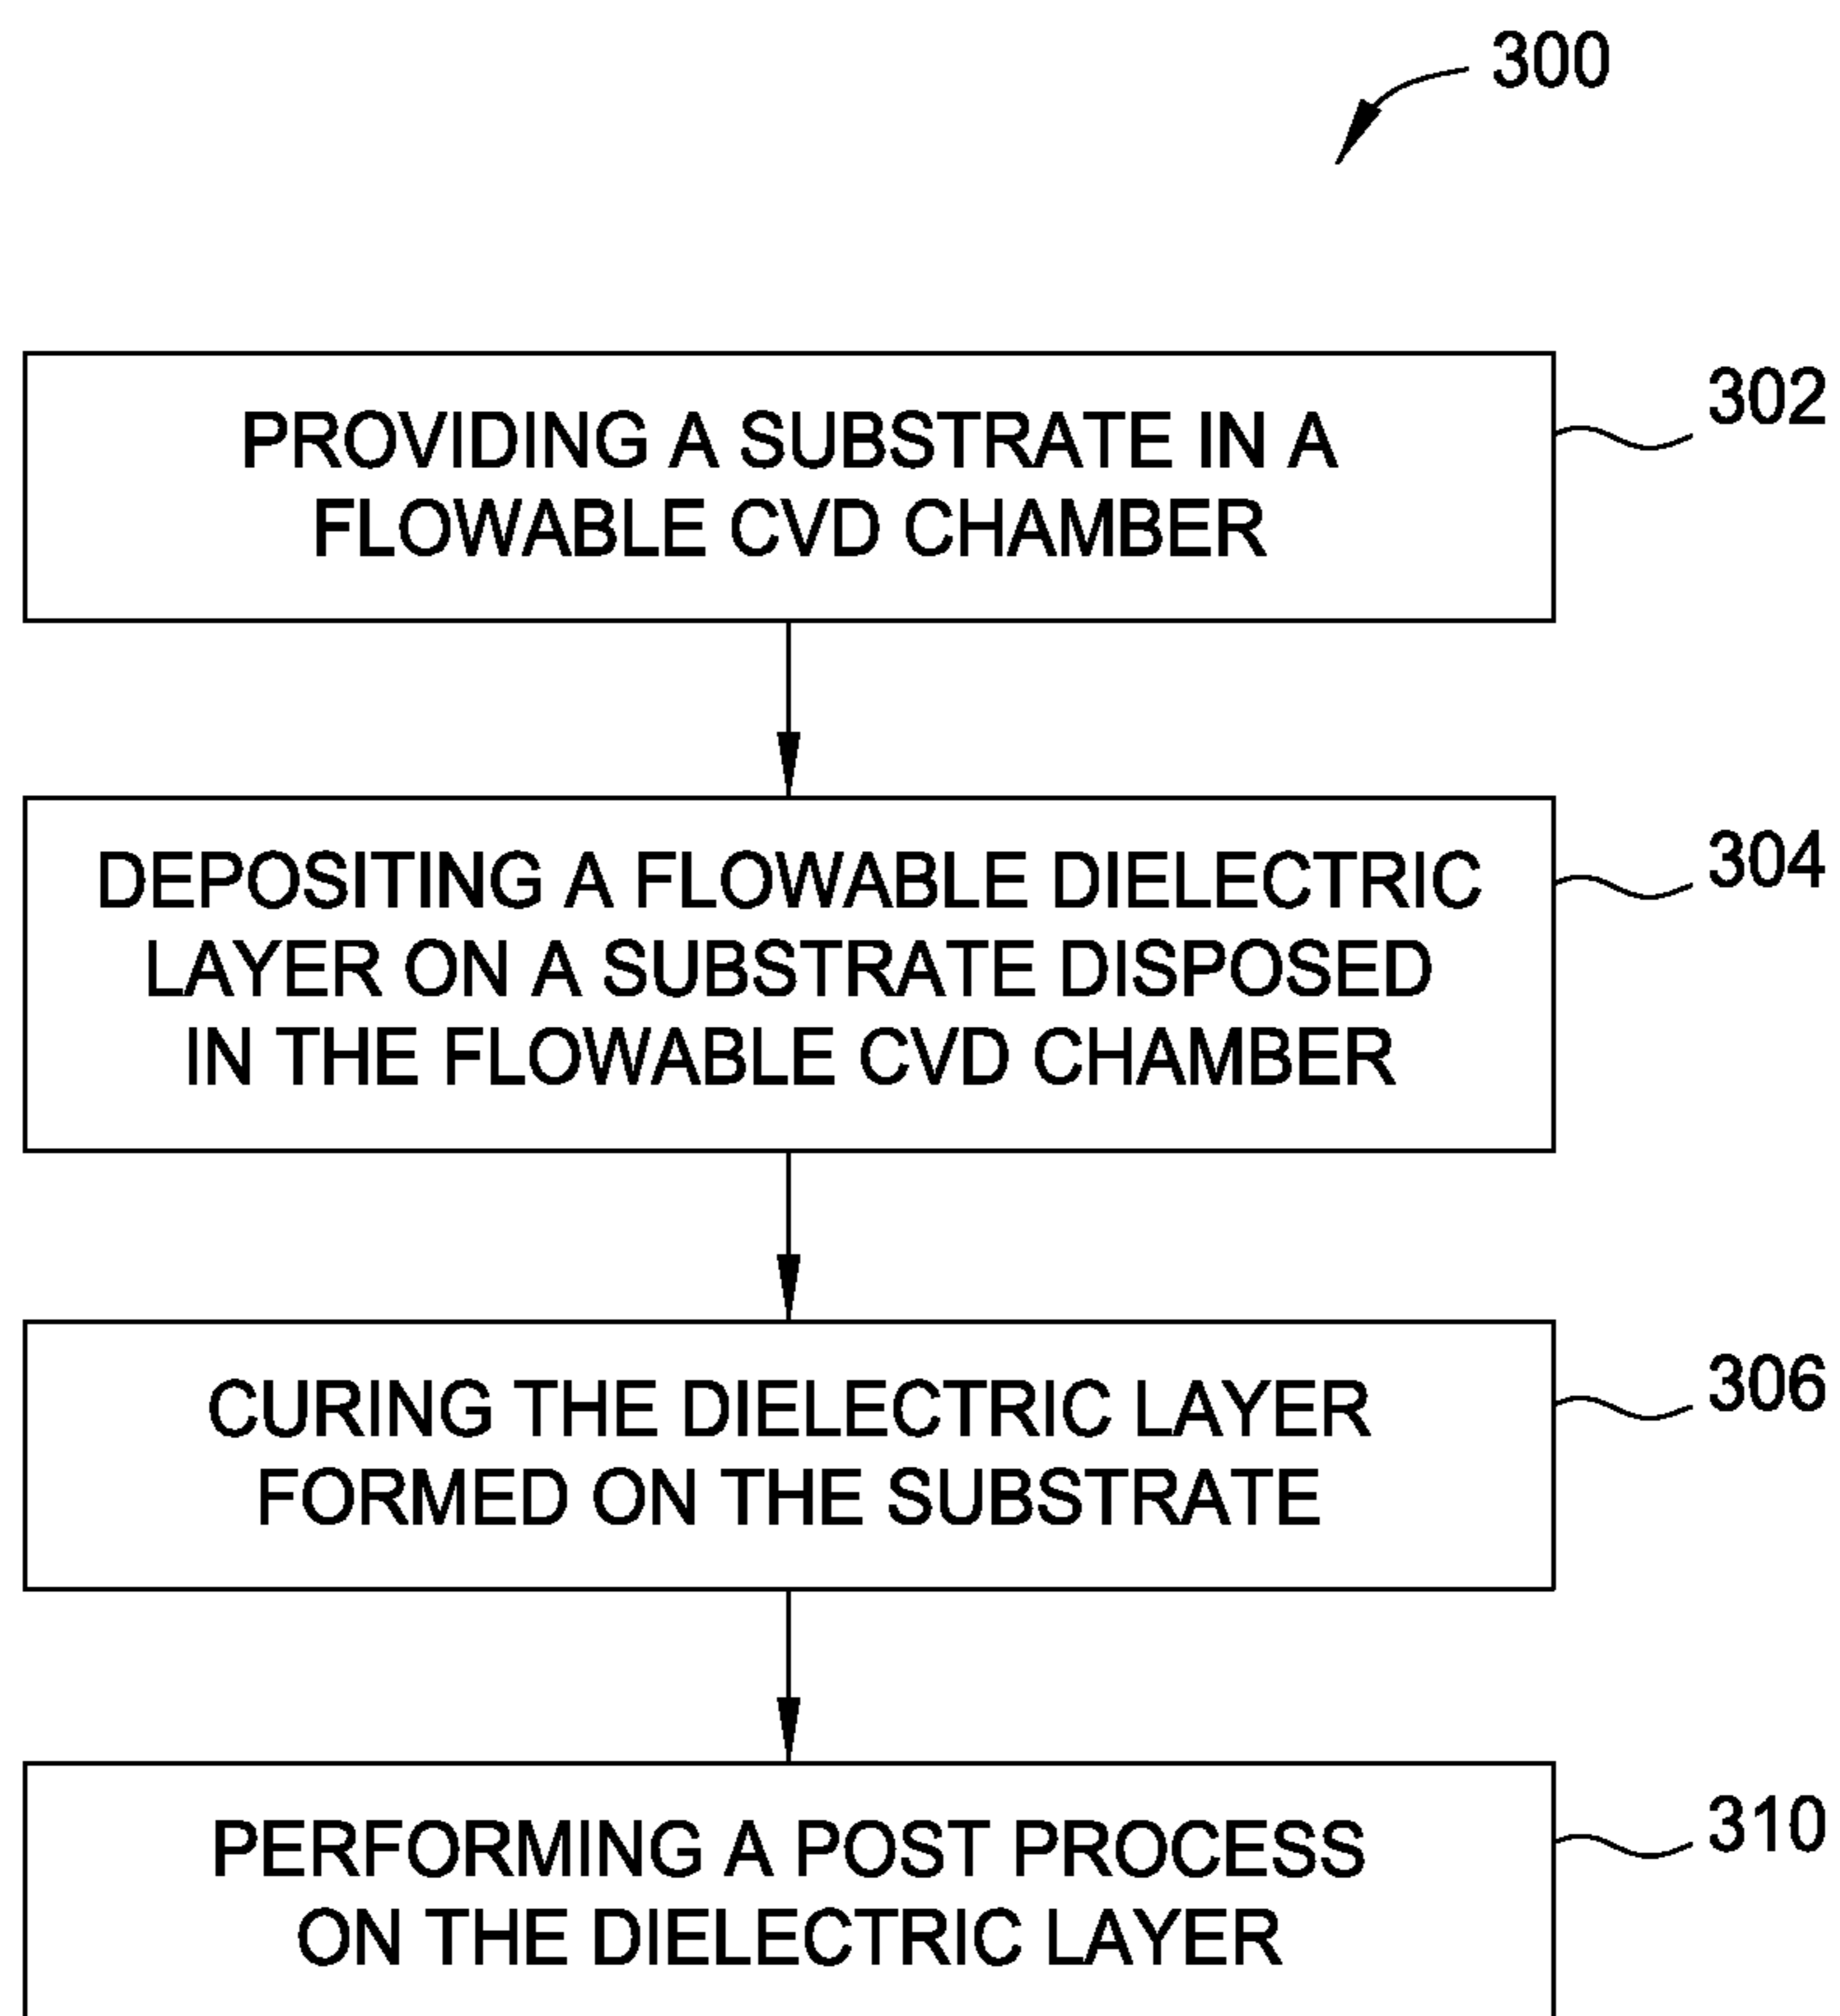 300
PROVIDING A SUBSTRATE IN A
FLOWABLE CVD CHAMBER
302
DEPOSITING A FLOWABLE DIELECTRIC
LAYER ON A SUBSTRATE DISPOSED
IN THE FLOWABLE CVD CHAMBER
304
CURING THE DIELECTRIC LAYER
FORMED ON THE SUBSTRATE
306
PERFORMING A POST PROCESS
ON THE DIELECTRIC LAYER
310